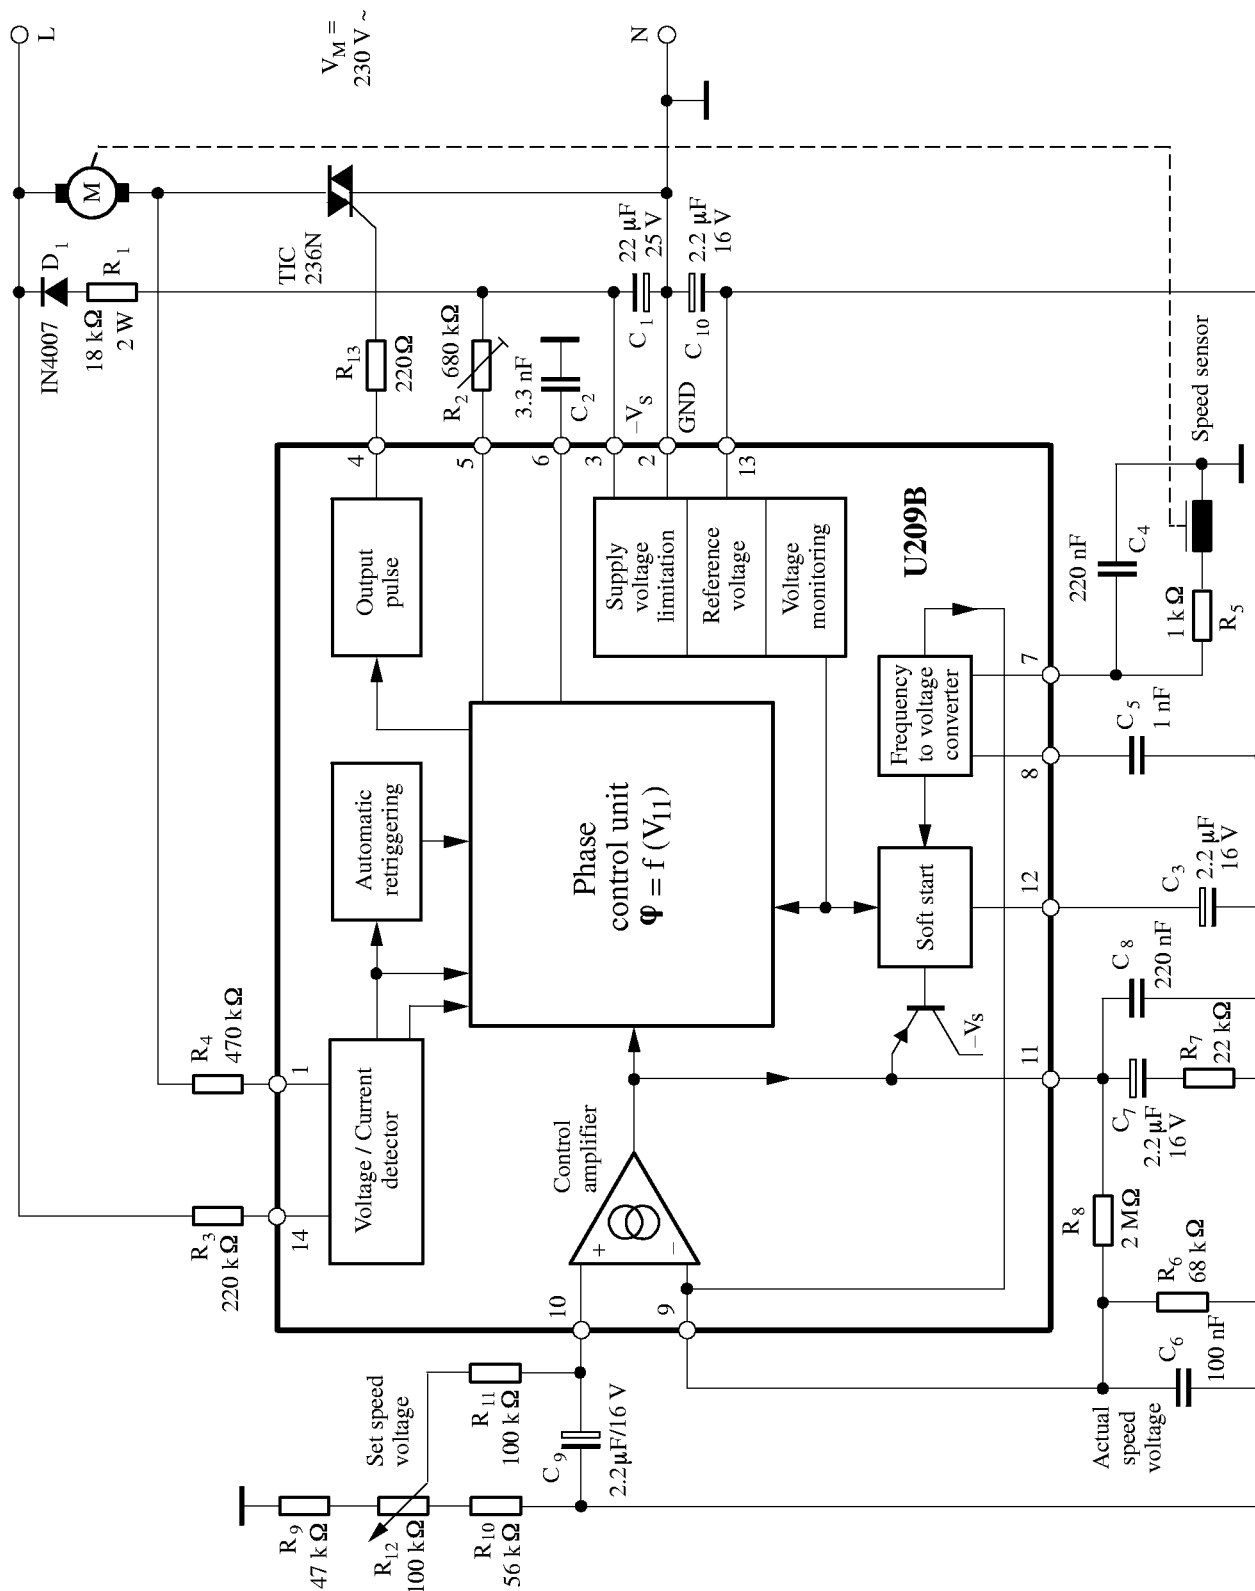 L
V_M =
230 V ~
N
M
D_1
IN4007
R_1
18 kΩ
2 W
TIC
236N
R_13
220Ω
R_2
680 kΩ
C_2
3.3 nF
C_1
22 µF
25 V
C_10
2.2 µF
16 V
–V_S
GND
4
5
6
3
2
13
R_4
470 kΩ
R_3
220 kΩ
1
14
Voltage / Current
detector
Automatic
retriggering
Output
pulse
Phase
control unit
φ = f (V_11)
Supply
voltage
limitation
Reference
voltage
Voltage
monitoring
U209B
Control
amplifier
+
–
10
9
Soft start
Frequency
to voltage
converter
–V_S
11
12
8
7
Set speed
voltage
R_9
47 kΩ
R_12
100 kΩ
R_10
56 kΩ
R_11
100 kΩ
C_9
2.2µF/16 V
Actual
speed
voltage
C_6
100 nF
R_6
68 kΩ
R_8
2 MΩ
C_7
2.2 µF
16 V
R_7
22 kΩ
C_8
220 nF
C_3
2.2 µF
16 V
C_5
1 nF
C_4
220 nF
R_5
1 kΩ
Speed sensor